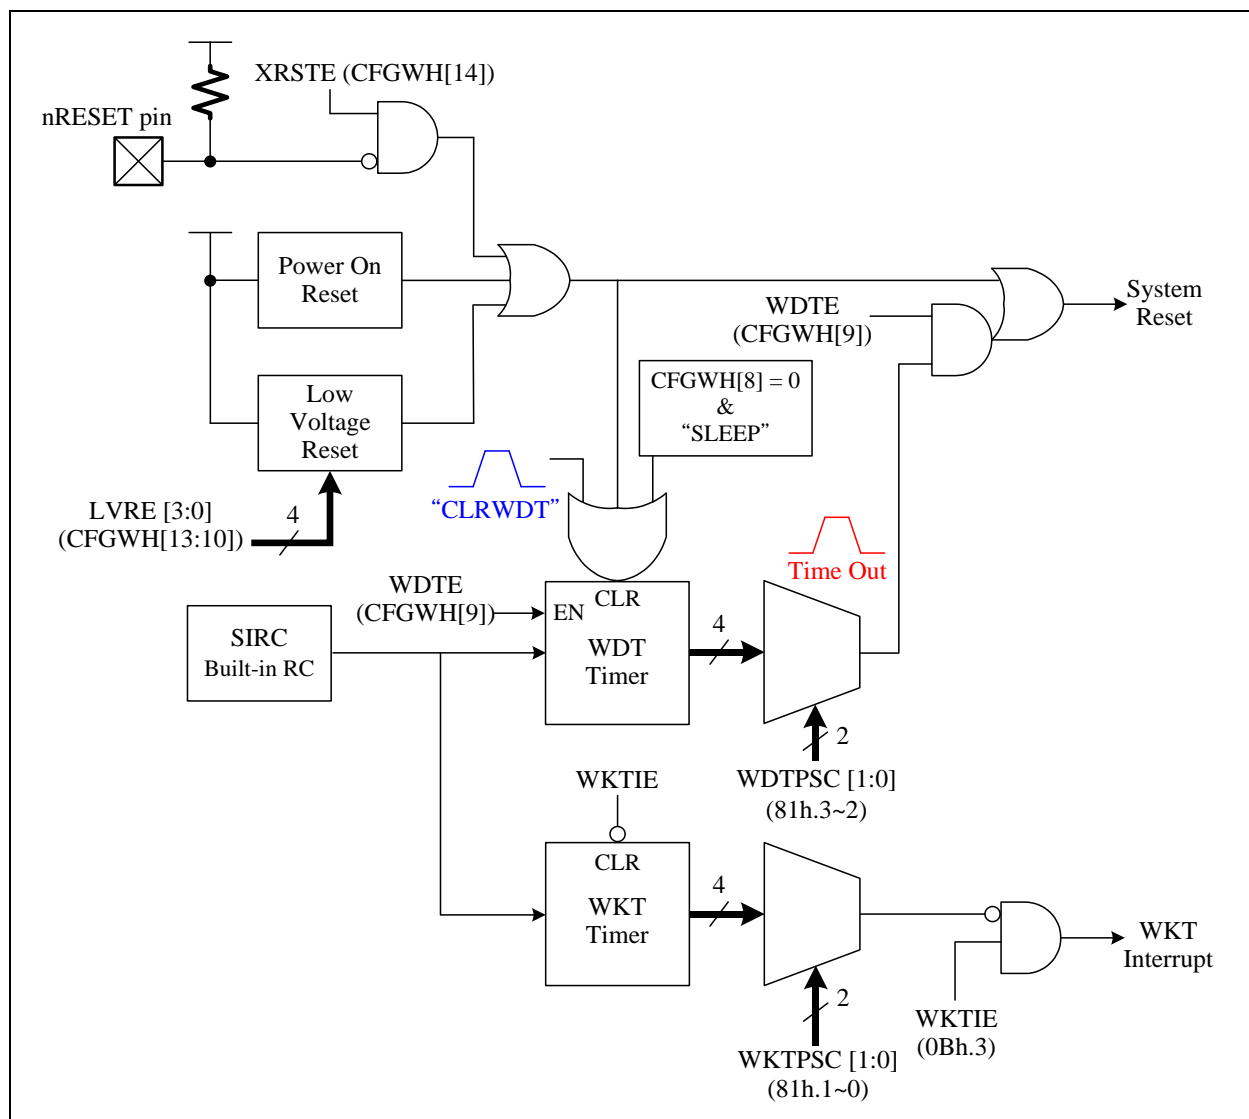 XRSTE (CFGWH[14])
nRESET pin
Power On
Reset
Low
Voltage
Reset
LVRE [3:0]
(CFGWH[13:10])
4
WDTE
(CFGWH[9])
System
Reset
CFGWH[8] = 0
&
“SLEEP”
“CLRWDT”
Time Out
WDTE
(CFGWH[9])
CLR
EN
WDT
Timer
4
SIRC
Built-in RC
2
WDTPSC [1:0]
(81h.3~2)
WKTIE
CLR
WKT
Timer
4
2
WKTPSC [1:0]
(81h.1~0)
WKTIE
(0Bh.3)
WKT
Interrupt